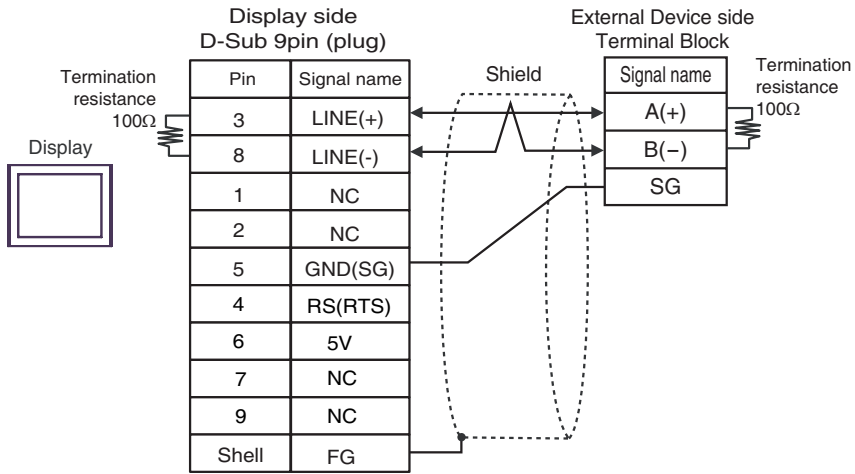 Display side
D-Sub 9pin (plug)
External Device side
Terminal Block
Termination
resistance
100Ω
Display
Pin Signal name
3 LINE(+)
8 LINE(-)
1 NC
2 NC
5 GND(SG)
4 RS(RTS)
6 5V
7 NC
9 NC
Shell FG
Shield
Signal name
A(+)
B(−)
SG
Termination
resistance
100Ω